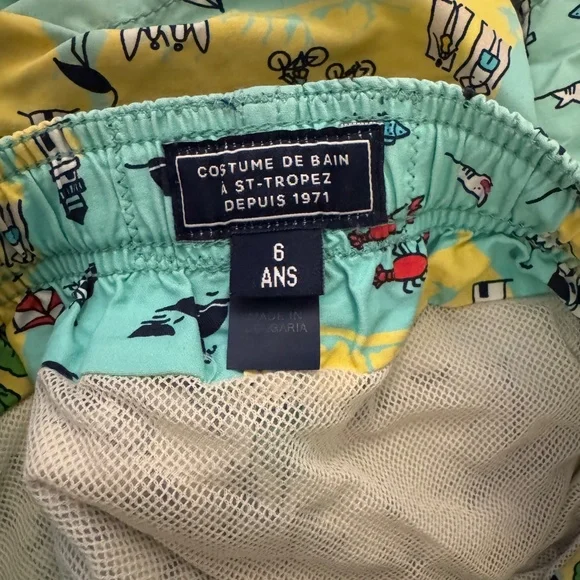 COSTUME DE BAIN
À ST-TROPEZ
DEPUIS 1971
6
ANS
MADE IN
BULGARIA